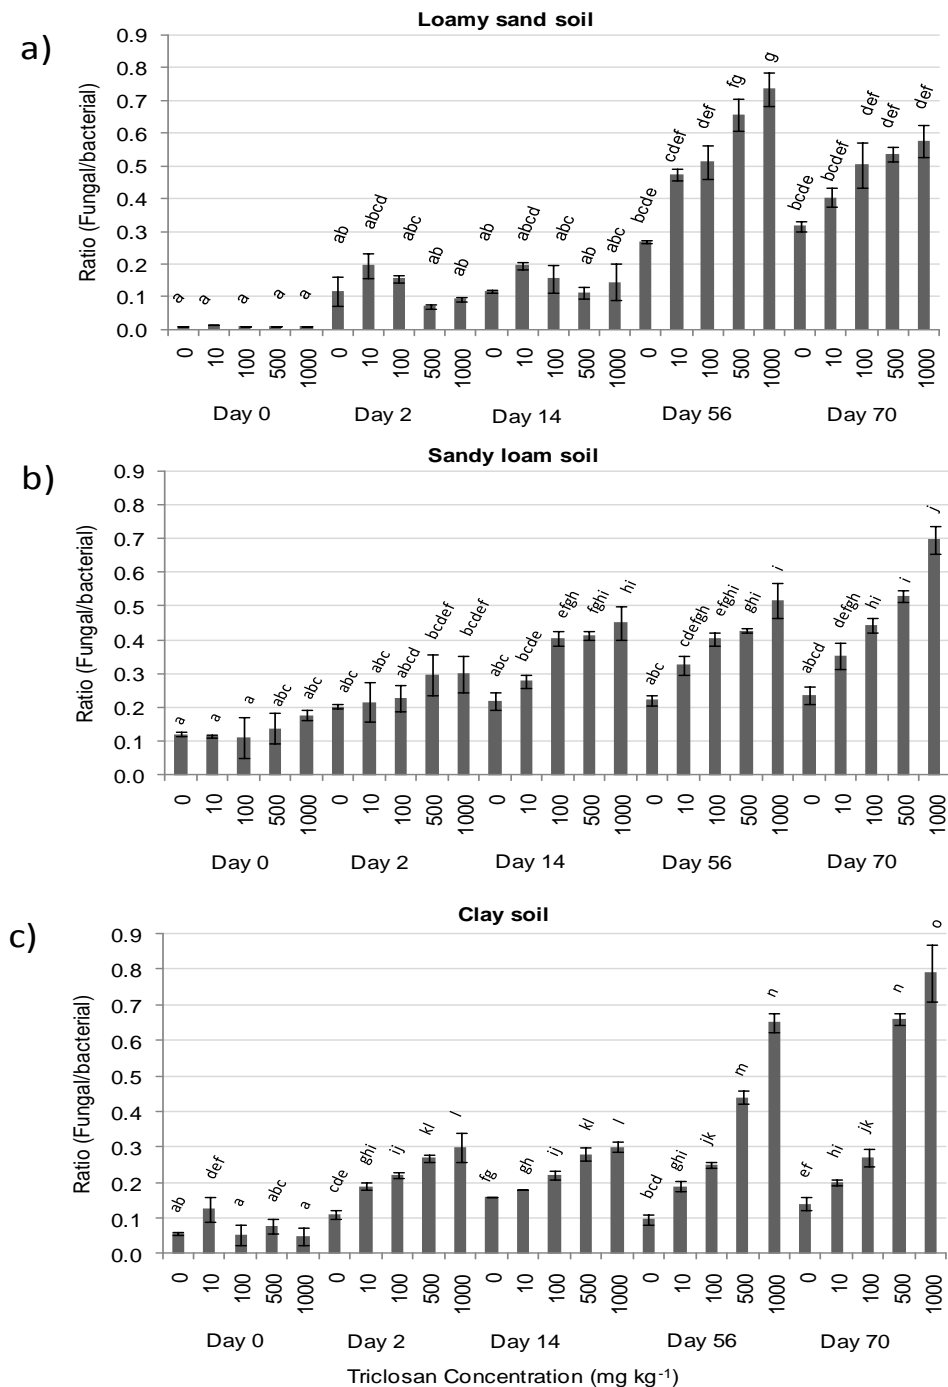 Loamy sand soil
a)
Ratio (Fungal/bacterial)
0.9
0.8
0.7
0.6
0.5
0.4
0.3
0.2
0.1
0.0
a a a a a ab abcd abc ab ab ab abcd abc ab abc bcde cdef def fg g bcde bcdef def def def
0 10 100 500 1000 0 10 100 500 1000 0 10 100 500 1000 0 10 100 500 1000 0 10 100 500 1000
Day 0 Day 2 Day 14 Day 56 Day 70
Sandy loam soil
b)
Ratio (Fungal/bacterial)
0.9
0.8
0.7
0.6
0.5
0.4
0.3
0.2
0.1
0.0
a a a abc abc abc abc abcd bcdef bcdef abc bcde efgh fghi hi abc cdefgh efghi ghi i abcd defgh hi i j
0 10 100 500 1000 0 10 100 500 1000 0 10 100 500 1000 0 10 100 500 1000 0 10 100 500 1000
Day 0 Day 2 Day 14 Day 56 Day 70
Clay soil
c)
Ratio (Fungal/bacterial)
0.9
0.8
0.7
0.6
0.5
0.4
0.3
0.2
0.1
0.0
ab def a abc a cde ghi ij kl l fg gh ij kl l bcd ghi jk m n ef hi jk n o
0 10 100 500 1000 0 10 100 500 1000 0 10 100 500 1000 0 10 100 500 1000 0 10 100 500 1000
Day 0 Day 2 Day 14 Day 56 Day 70
Triclosan Concentration (mg kg⁻¹)